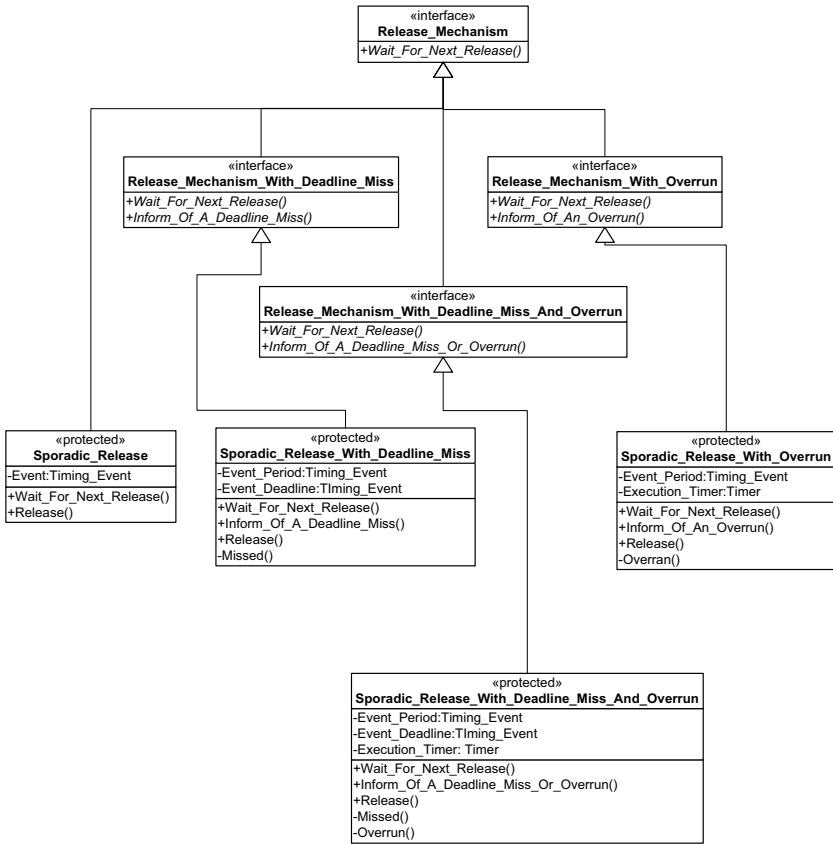 «interface»
Release_Mechanism
+Wait_For_Next_Release()
«interface»
Release_Mechanism_With_Deadline_Miss
+Wait_For_Next_Release()
+Inform_Of_A_Deadline_Miss()
«interface»
Release_Mechanism_With_Overrun
+Wait_For_Next_Release()
+Inform_Of_An_Overrun()
«interface»
Release_Mechanism_With_Deadline_Miss_And_Overrun
+Wait_For_Next_Release()
+Inform_Of_A_Deadline_Miss_Or_Overrun()
«protected»
Sporadic_Release
-Event:Timing_Event
+Wait_For_Next_Release()
+Release()
«protected»
Sporadic_Release_With_Deadline_Miss
-Event_Period:Timing_Event
-Event_Deadline:TIming_Event
+Wait_For_Next_Release()
+Inform_Of_A_Deadline_Miss()
+Release()
-Missed()
«protected»
Sporadic_Release_With_Overrun
-Event_Period:Timing_Event
-Execution_Timer:Timer
+Wait_For_Next_Release()
+Inform_Of_An_Overrun()
+Release()
-Overran()
«protected»
Sporadic_Release_With_Deadline_Miss_And_Overrun
-Event_Period:Timing_Event
-Event_Deadline:TIming_Event
-Execution_Timer: Timer
+Wait_For_Next_Release()
+Inform_Of_A_Deadline_Miss_Or_Overrun()
+Release()
-Missed()
-Overrun()